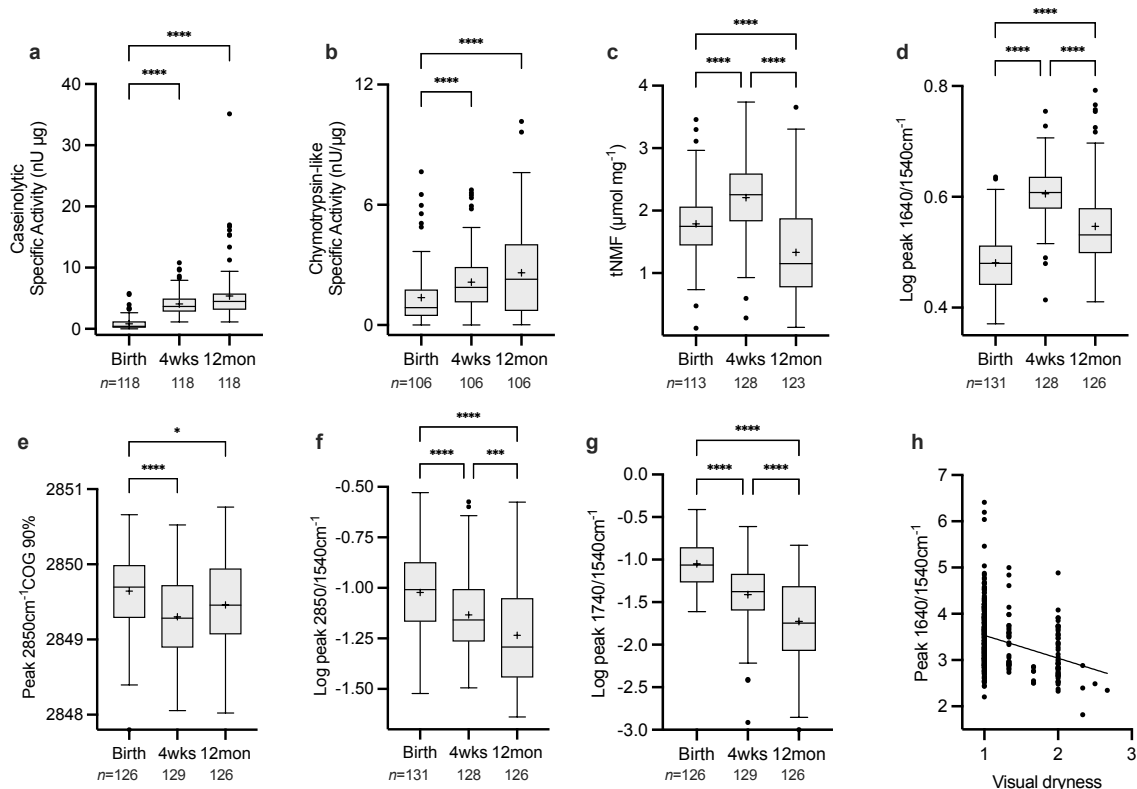 a
****
****
Caseinolytic
Specific Activity (nU µg)
40
30
20
10
0
Birth 4wks 12mon
n=118 118 118
b
****
****
Chymotrypsin-like
Specific Activity (nU/µg)
12
6
0
Birth 4wks 12mon
n=106 106 106
c
****
**** ****
tNMF (µmol mg⁻¹)
4
3
2
1
Birth 4wks 12mon
n=113 128 123
d
****
**** ****
Log peak 1640/1540cm⁻¹
0.8
0.6
0.4
Birth 4wks 12mon
n=131 128 126
e
*
****
Peak 2850cm⁻¹COG 90%
2851
2850
2849
2848
Birth 4wks 12mon
n=126 129 126
f
****
**** ***
Log peak 2850/1540cm⁻¹
-0.50
-0.75
-1.00
-1.25
-1.50
Birth 4wks 12mon
n=131 128 126
g
****
**** ****
Log peak 1740/1540cm⁻¹
0.0
-0.5
-1.0
-1.5
-2.0
-2.5
-3.0
Birth 4wks 12mon
n=126 129 126
h
Peak 1640/1540cm⁻¹
7
6
5
4
3
2
1 2 3
Visual dryness